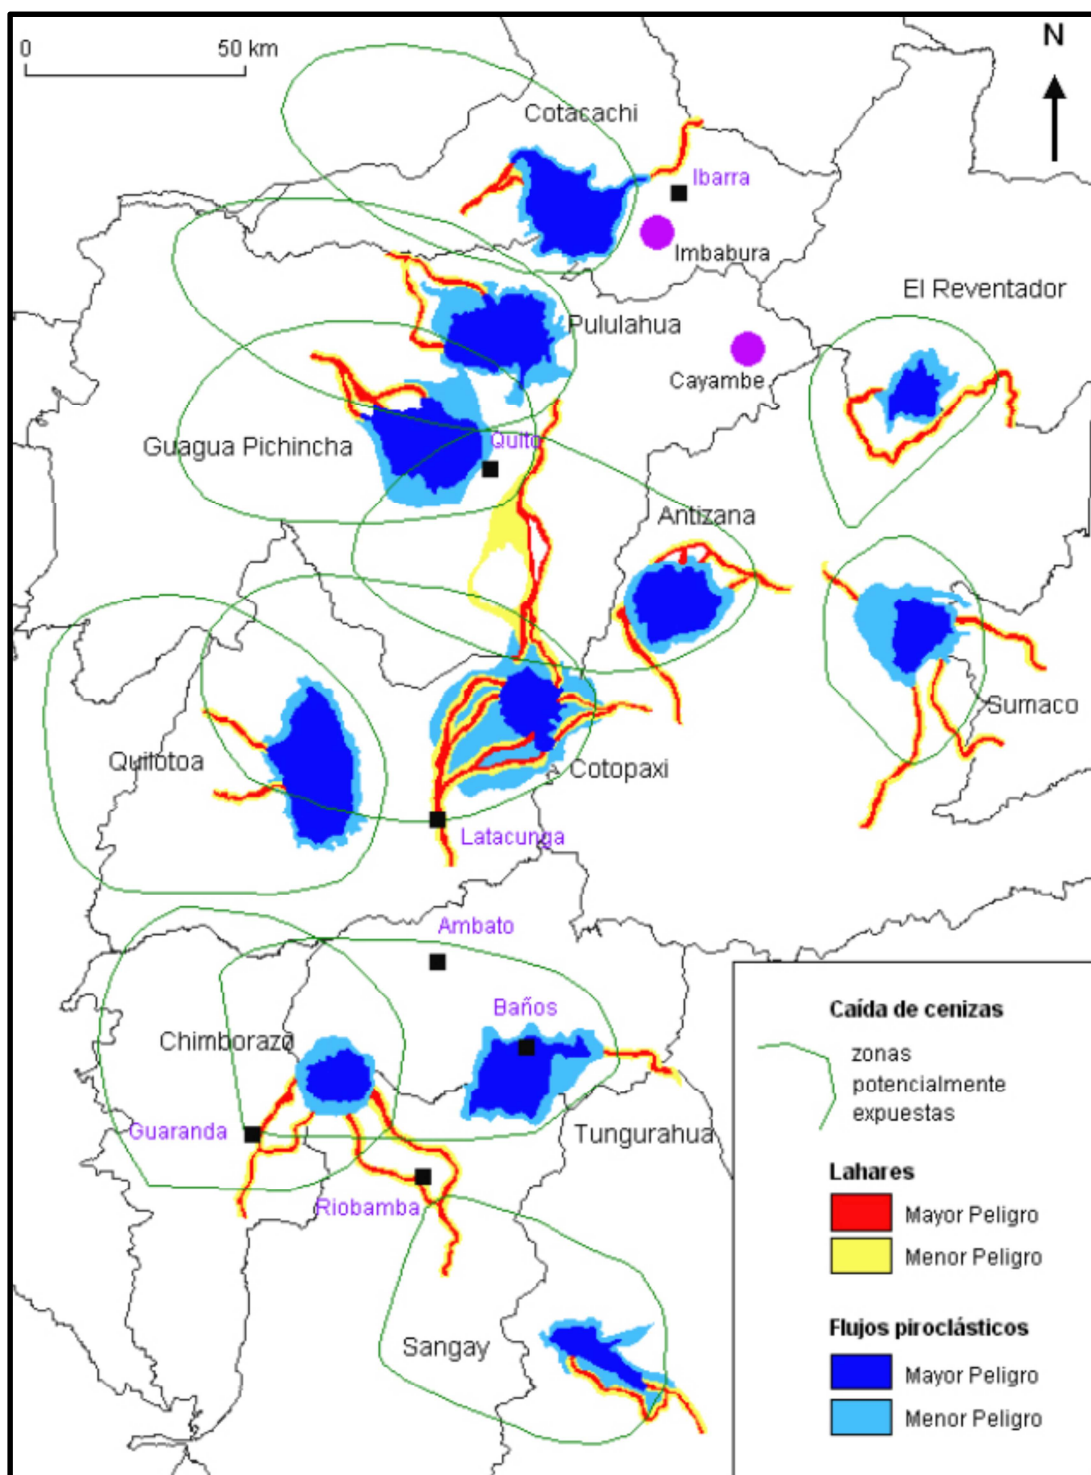 0 50 km
N
Cotacachi
Ibarra
Imbabura
El Reventador
Pululahua
Cayambe
Guagua Pichincha
Quito
Antizana
Sumaco
Quilotoa
Cotopaxi
Latacunga
Ambato
Baños
Chimborazo
Guaranda
Tungurahua
Riobamba
Sangay
Caída de cenizas
zonas
potencialmente
expuestas
Lahares
Mayor Peligro
Menor Peligro
Flujos piroclásticos
Mayor Peligro
Menor Peligro